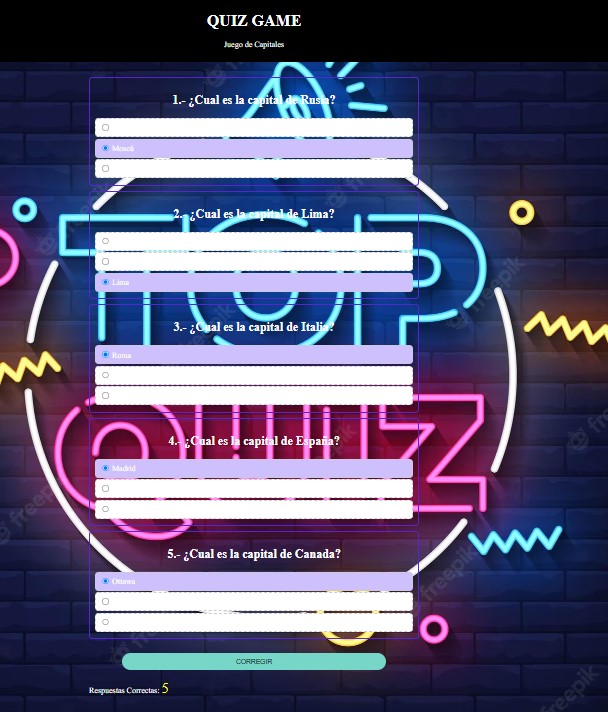 QUIZ GAME
Juego de Capitales
1.- ¿Cual es la capital de Rusia?
Moscú
2.- ¿Cual es la capital de Lima?
Lima
3.- ¿Cual es la capital de Italia?
Roma
4.- ¿Cual es la capital de España?
Madrid
5.- ¿Cual es la capital de Canada?
Ottawa
CORREGIR
Respuestas Correctas: 5
TOP
QUIZ
freepik